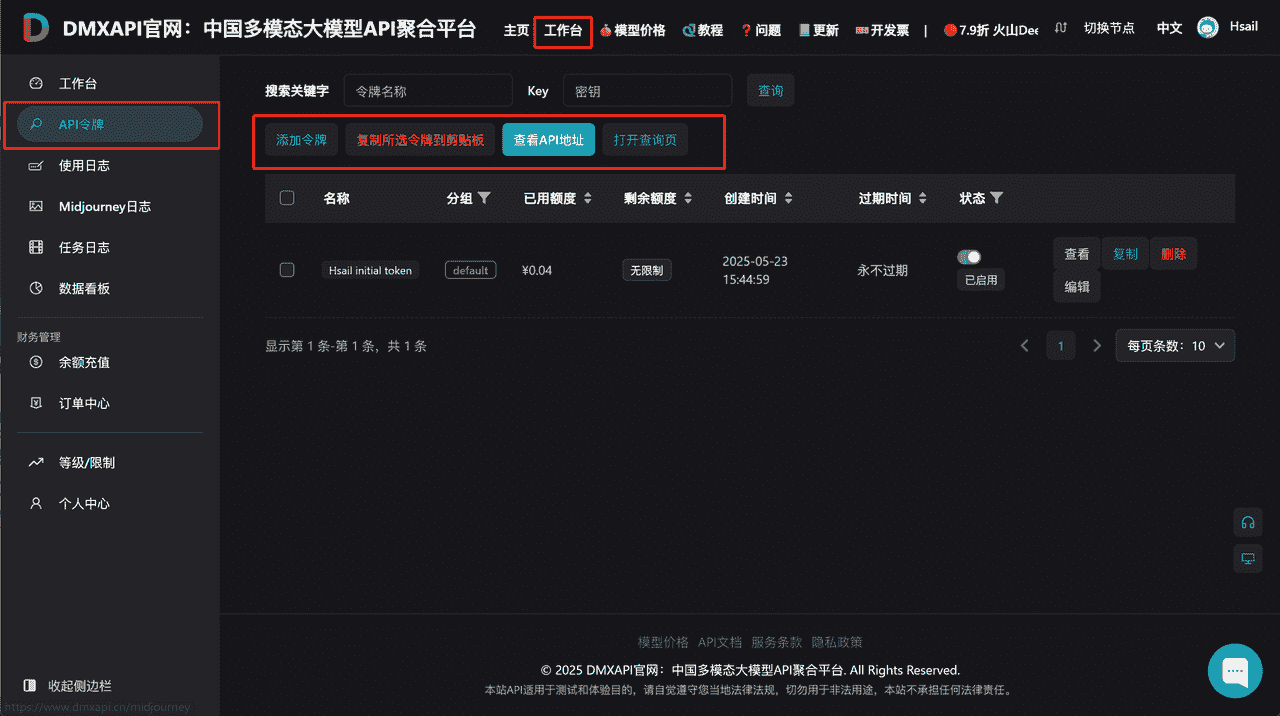 DMXAPI官网：中国多模态大模型API聚合平台 主页 工作台 模型价格 教程 问题 更新 开发票 | 7.9折 火山Dee 切换节点 中文 Hsail
工作台
API令牌
使用日志
Midjourney日志
任务日志
数据看板
财务管理
余额充值
订单中心
等级/限制
个人中心
收起侧边栏
https://www.dmxapi.cn/midjourney
搜索关键字 令牌名称 Key 密钥 查询
添加令牌 复制所选令牌到剪贴板 查看API地址 打开查询页
名称 分组 已用额度 剩余额度 创建时间 过期时间 状态
Hsail initial token default ¥0.04 无限制 2025-05-23 15:44:59 永不过期 已启用 查看 复制 删除 编辑
显示第 1 条-第 1 条，共 1 条 1 每页条数：10
模型价格 API文档 服务条款 隐私政策
© 2025 DMXAPI官网：中国多模态大模型API聚合平台. All Rights Reserved.
本站API适用于测试和体验目的，请自觉遵守您当地法律法规，切勿用于非法用途，本站不承担任何法律责任。